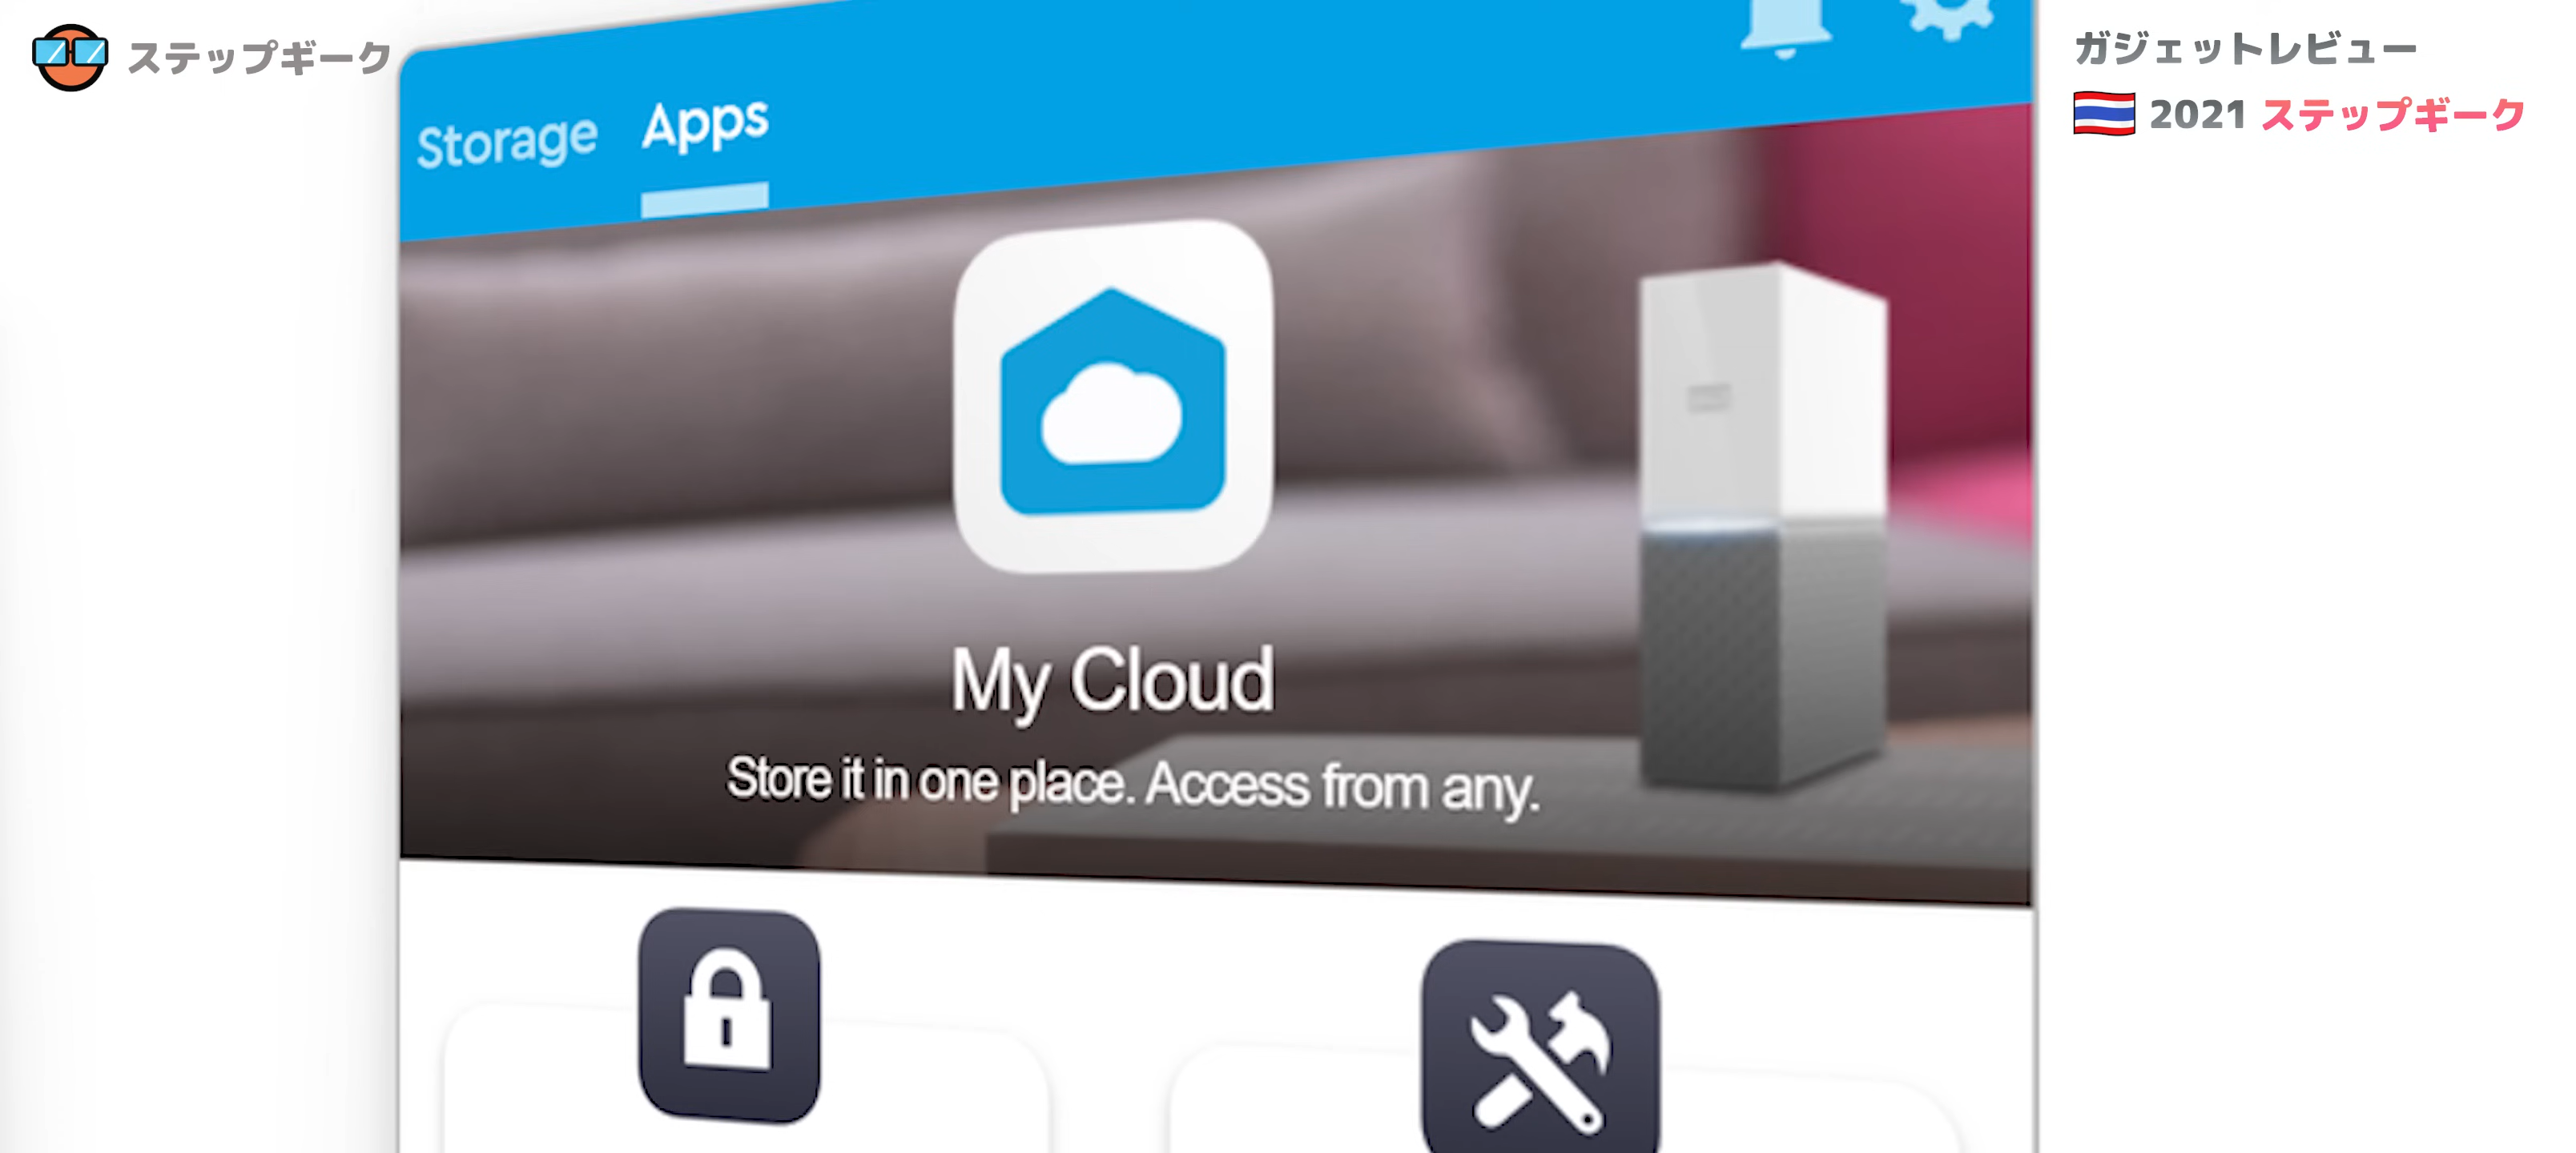 ステップギーク
ガジェットレビュー
2021 ステップギーク
Storage Apps
My Cloud
Store it in one place. Access from any.